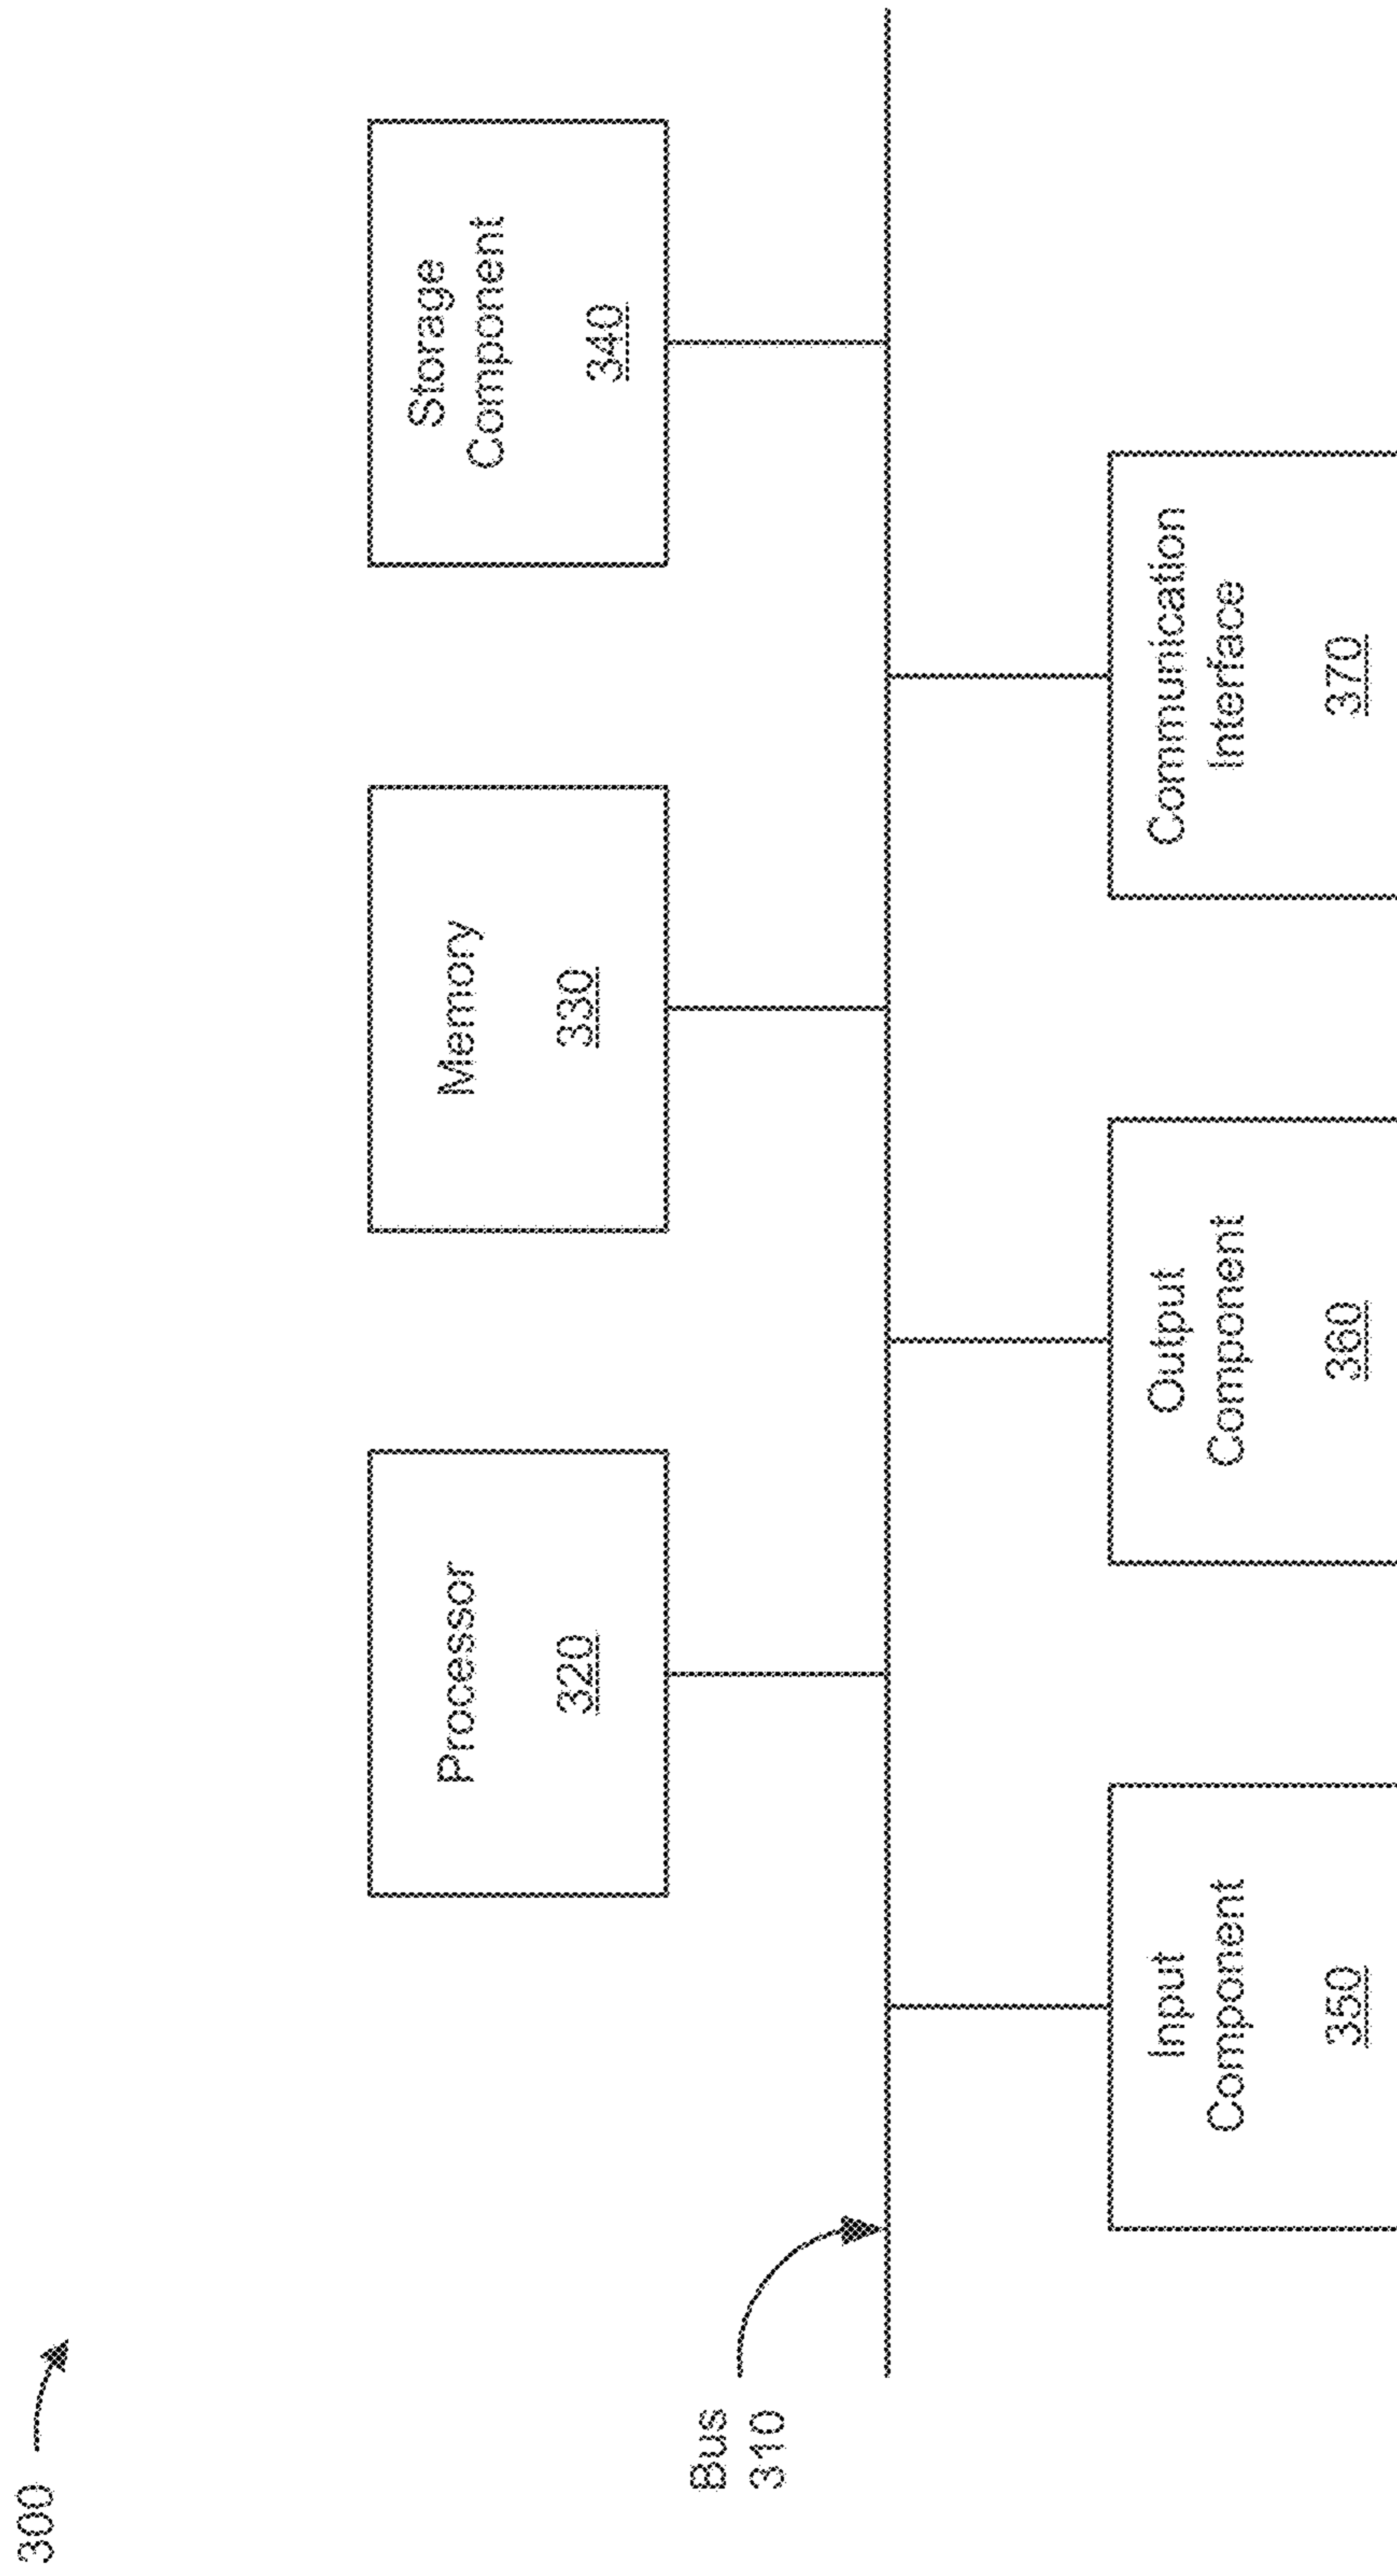 300
Processor
320
Memory
330
Storage
Component
340
Bus
310
Input
Component
350
Output
Component
360
Communication
Interface
370